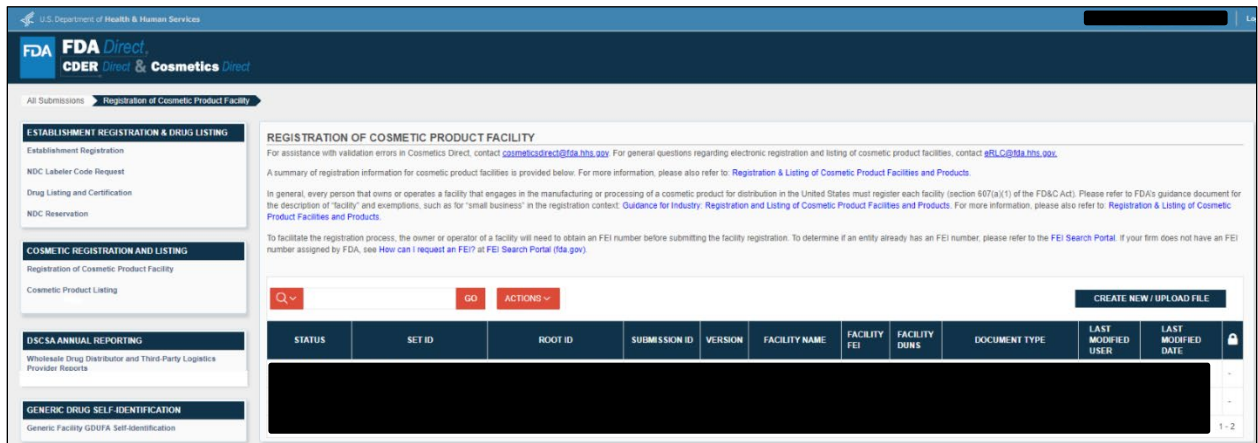 U.S. Department of Health & Human Services
FDA
FDA Direct,
CDER Direct & Cosmetics Direct
All Submissions
Registration of Cosmetic Product Facility
ESTABLISHMENT REGISTRATION & DRUG LISTING
Establishment Registration
NDC Labeler Code Request
Drug Listing and Certification
NDC Reservation
COSMETIC REGISTRATION AND LISTING
Registration of Cosmetic Product Facility
Cosmetic Product Listing
DSCSA ANNUAL REPORTING
Wholesale Drug Distributor and Third-Party Logistics
Provider Reports
GENERIC DRUG SELF-IDENTIFICATION
Generic Facility GDUFA Self-Identification
REGISTRATION OF COSMETIC PRODUCT FACILITY
For assistance with validation errors in Cosmetics Direct, contact cosmeticsdirect@fda.hhs.gov. For general questions regarding electronic registration and listing of cosmetic product facilities, contact eRLC@fda.hhs.gov.
A summary of registration information for cosmetic product facilities is provided below. For more information, please also refer to: Registration & Listing of Cosmetic Product Facilities and Products.
In general, every person that owns or operates a facility that engages in the manufacturing or processing of a cosmetic product for distribution in the United States must register each facility (section 607(a)(1) of the FD&C Act). Please refer to FDA's guidance document for
the description of "facility" and exemptions, such as for "small business" in the registration context: Guidance for Industry: Registration and Listing of Cosmetic Product Facilities and Products. For more information, please also refer to: Registration & Listing of Cosmetic
Product Facilities and Products.
To facilitate the registration process, the owner or operator of a facility will need to obtain an FEI number before submitting the facility registration. To determine if an entity already has an FEI number, please refer to the FEI Search Portal. If your firm does not have an FEI
number assigned by FDA, see How can I request an FEI? at FEI Search Portal (fda.gov).
GO
ACTIONS
CREATE NEW / UPLOAD FILE
STATUS
SET ID
ROOT ID
SUBMISSION ID
VERSION
FACILITY NAME
FACILITY
FEI
FACILITY
DUNS
DOCUMENT TYPE
LAST
MODIFIED
USER
LAST
MODIFIED
DATE
-
-
1 - 2